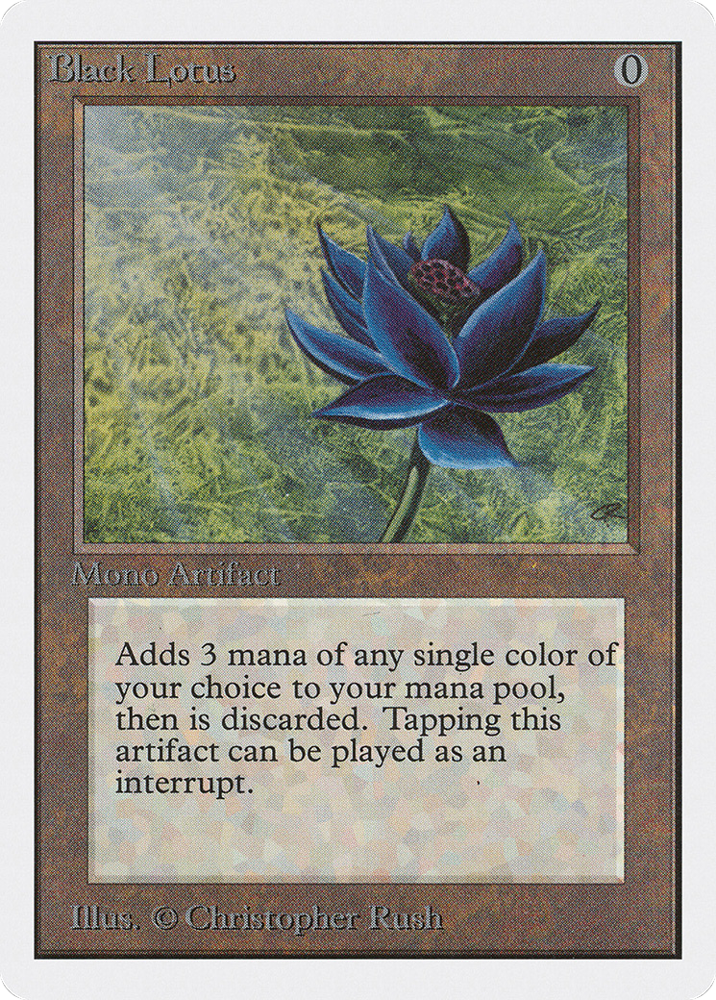 Black Lotus
0
CR
Mono Artifact
Adds 3 mana of any single color of
your choice to your mana pool,
then is discarded. Tapping this
artifact can be played as an
interrupt.
Illus. © Christopher Rush